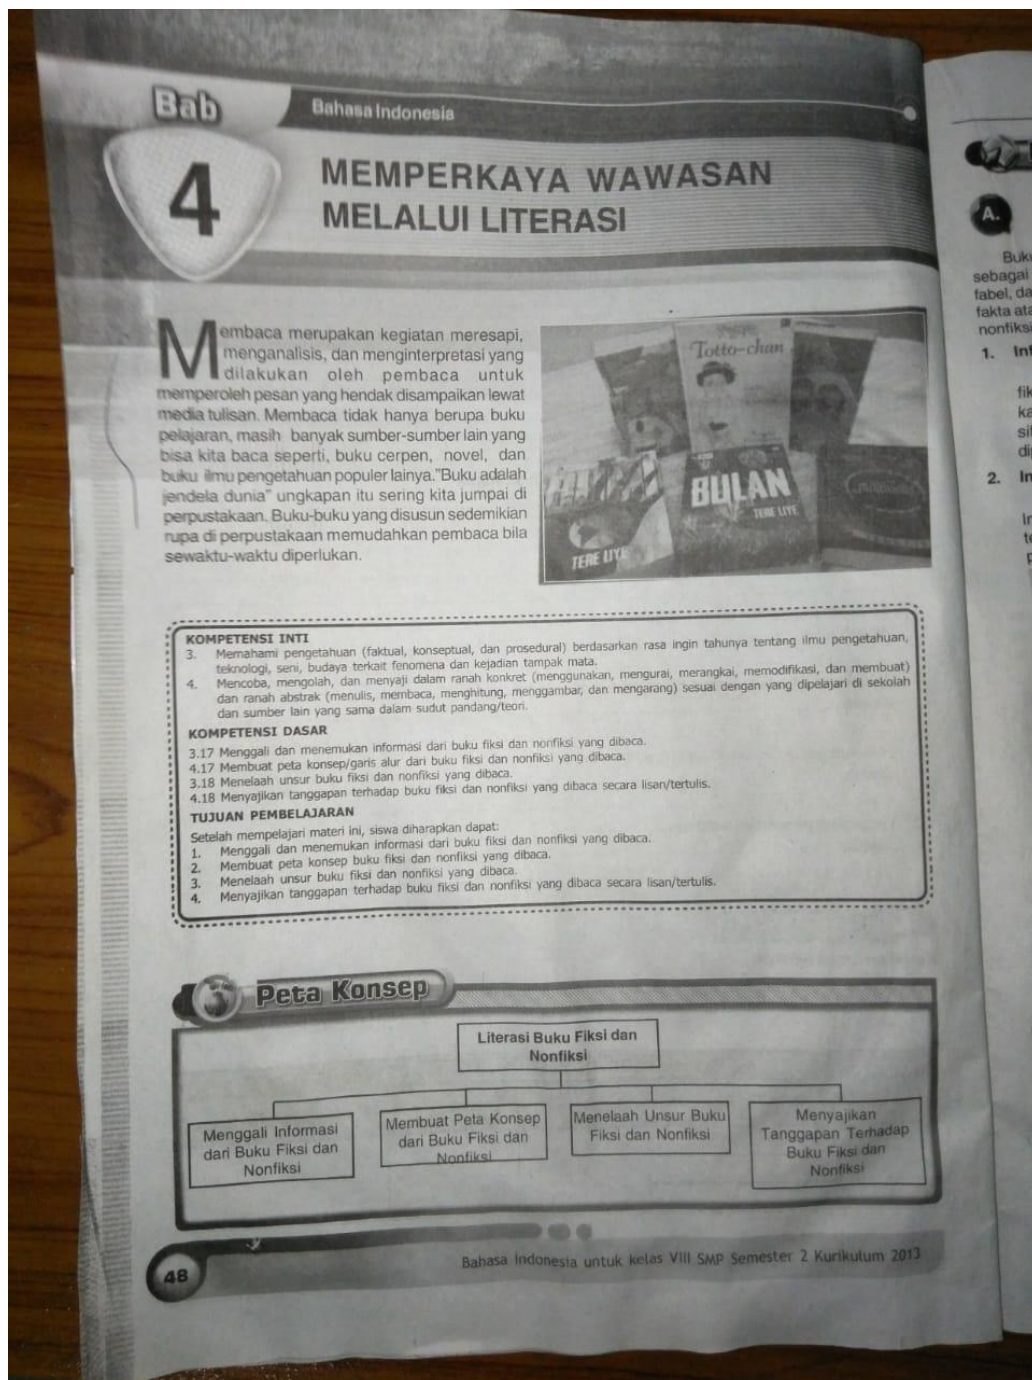 Bab
4
Bahasa Indonesia
MEMPERKAYA WAWASAN
MELALUI LITERASI
Membaca merupakan kegiatan meresapi,
menganalisis, dan menginterpretasi yang
dilakukan oleh pembaca untuk
memperoleh pesan yang hendak disampaikan lewat
media tulisan. Membaca tidak hanya berupa buku
pelajaran, masih banyak sumber-sumber lain yang
bisa kita baca seperti, buku cerpen, novel, dan
buku ilmu pengetahuan populer lainya."Buku adalah
jendela dunia" ungkapan itu sering kita jumpai di
perpustakaan. Buku-buku yang disusun sedemikian
rupa di perpustakaan memudahkan pembaca bila
sewaktu-waktu diperlukan.
Totto-chan
BULAN
TERE LIYE
TERE LIYE
KOMPETENSI INTI
3. Memahami pengetahuan (faktual, konseptual, dan prosedural) berdasarkan rasa ingin tahunya tentang ilmu pengetahuan,
teknologi, seni, budaya terkait fenomena dan kejadian tampak mata.
4. Mencoba, mengolah, dan menyaji dalam ranah konkret (menggunakan, mengurai, merangkai, memodifikasi, dan membuat)
dan ranah abstrak (menulis, membaca, menghitung, menggambar, dan mengarang) sesuai dengan yang dipelajari di sekolah
dan sumber lain yang sama dalam sudut pandang/teori.
KOMPETENSI DASAR
3.17 Menggali dan menemukan informasi dari buku fiksi dan nonfiksi yang dibaca.
4.17 Membuat peta konsep/garis alur dari buku fiksi dan nonfiksi yang dibaca.
3.18 Menelaah unsur buku fiksi dan nonfiksi yang dibaca.
4.18 Menyajikan tanggapan terhadap buku fiksi dan nonfiksi yang dibaca secara lisan/tertulis.
TUJUAN PEMBELAJARAN
Setelah mempelajari materi ini, siswa diharapkan dapat:
1. Menggali dan menemukan informasi dari buku fiksi dan nonfiksi yang dibaca.
2. Membuat peta konsep buku fiksi dan nonfiksi yang dibaca.
3. Menelaah unsur buku fiksi dan nonfiksi yang dibaca.
4. Menyajikan tanggapan terhadap buku fiksi dan nonfiksi yang dibaca secara lisan/tertulis.
Peta Konsep
Literasi Buku Fiksi dan
Nonfiksi
Menggali Informasi
dari Buku Fiksi dan
Nonfiksi
Membuat Peta Konsep
dari Buku Fiksi dan
Nonfiksi
Menelaah Unsur Buku
Fiksi dan Nonfiksi
Menyajikan
Tanggapan Terhadap
Buku Fiksi dan
Nonfiksi
48
Bahasa Indonesia untuk kelas VIII SMP Semester 2 Kurikulum 2013
A.
sebagai
fabel, da
fakta ata
nonfiksi
1.
2.